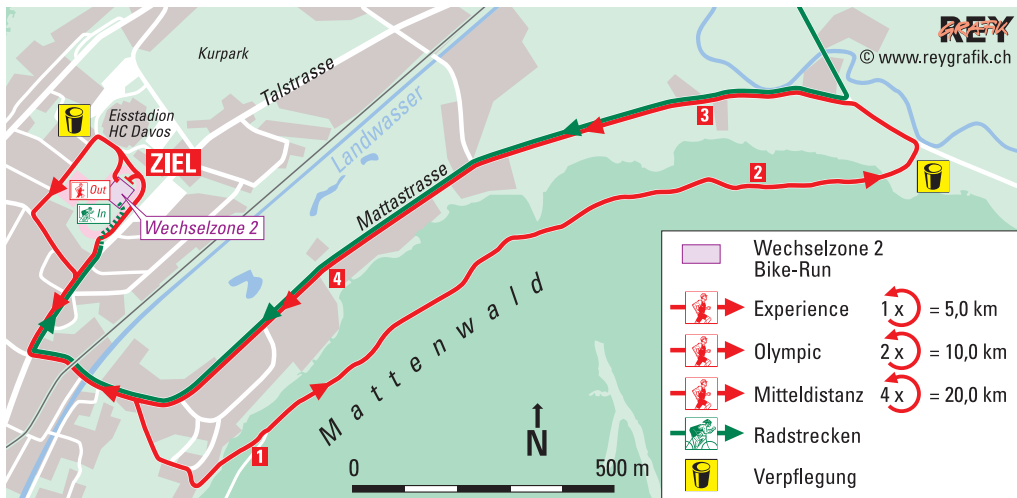 REY
GRAFIK
© www.reygrafik.ch
Kurpark
Talstrasse
Landwasser
Eisstadion
HC Davos
ZIEL
Out
In
Wechselzone 2
Mattastrasse
3
2
4
1
Mattenwald
N
0
500 m
Wechselzone 2
Bike-Run
Experience 1 x = 5,0 km
Olympic 2 x = 10,0 km
Mitteldistanz 4 x = 20,0 km
Radstrecken
Verpflegung